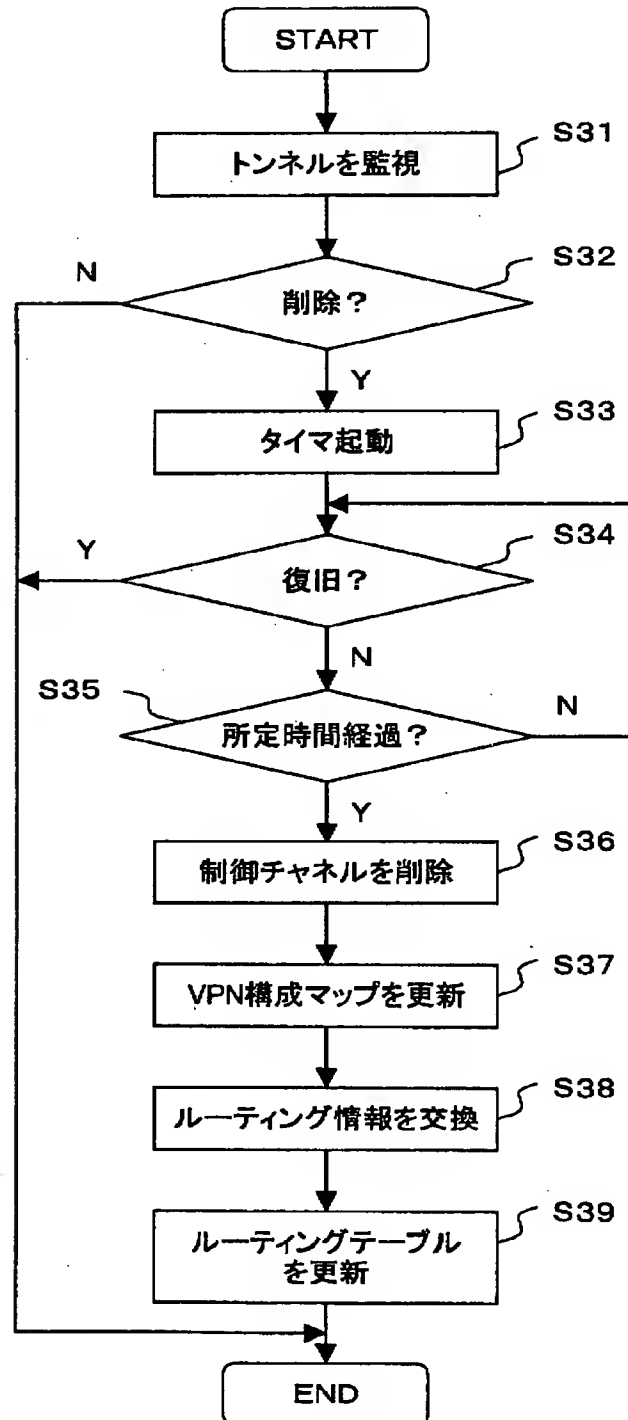 START
S31
トンネルを監視
S32
N
削除？
Y
S33
タイマ起動
S34
Y
復旧？
N
S35
所定時間経過？
N
Y
S36
制御チャネルを削除
S37
VPN構成マップを更新
S38
ルーティング情報を交換
S39
ルーティングテーブル
を更新
END